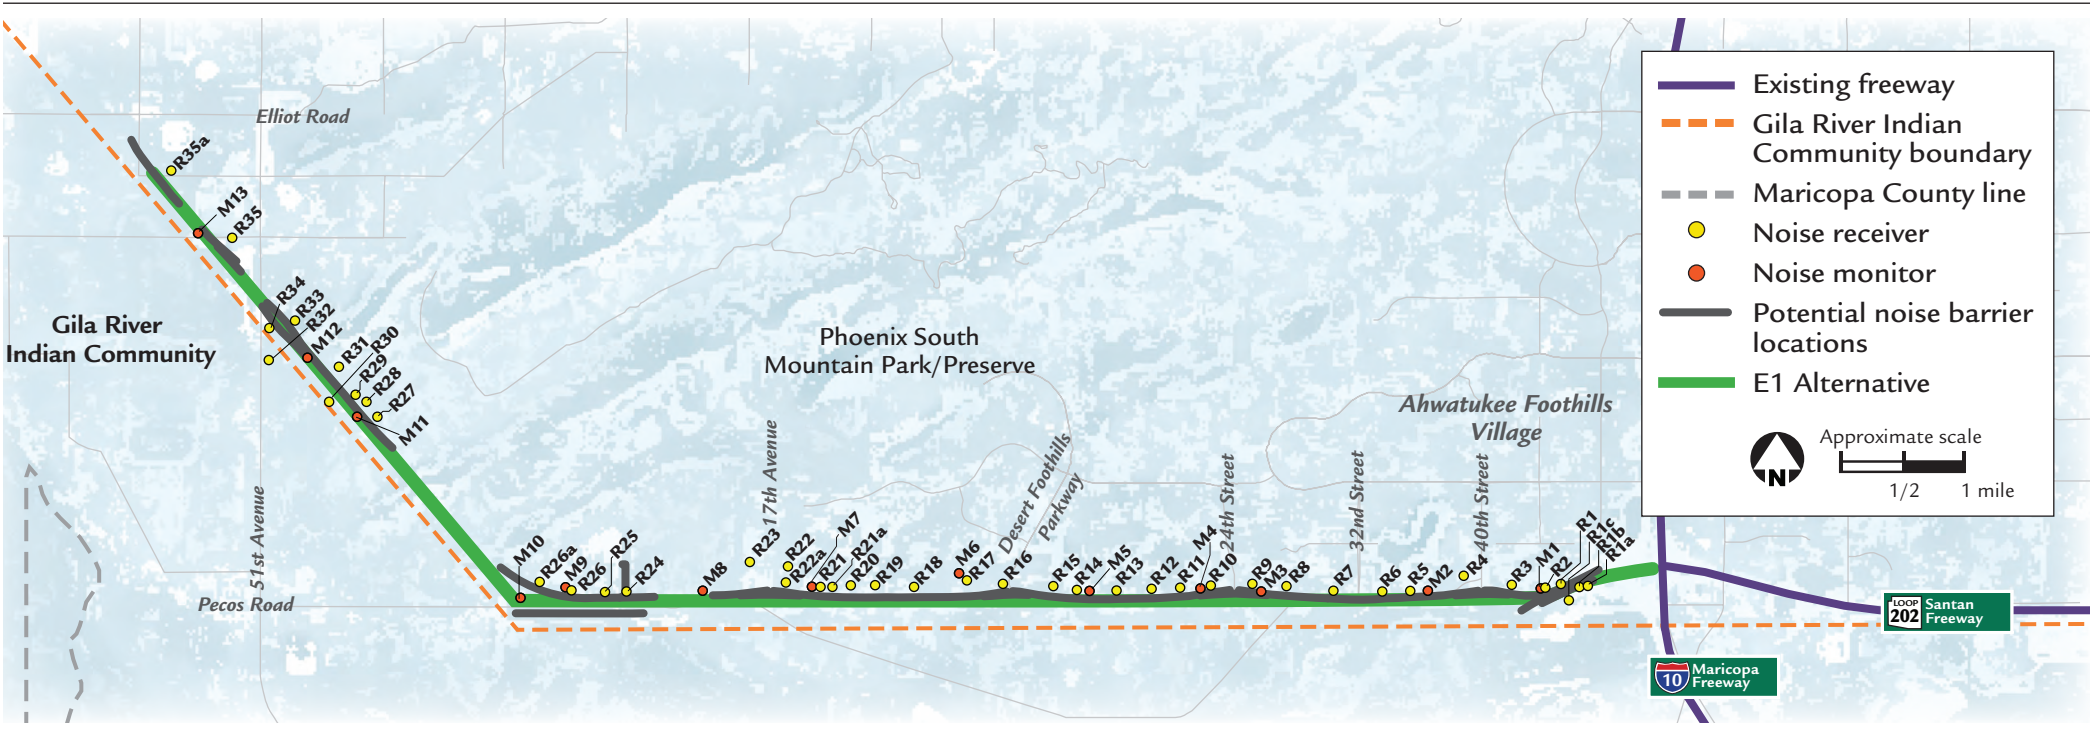 Elliot Road
R35a
M13
R35
R34
R33
R32
M12
R31
R30
R29
R28
R27
M11
Gila River
Indian Community
Phoenix South
Mountain Park/Preserve
Ahwatukee Foothills
Village
51st Avenue
Pecos Road
17th Avenue
Desert Foothills
Parkway
24th Street
32nd Street
40th Street
M10
R26a
M9
R26
R25
R24
M8
R23
R22
R22a
M7
R21
R21a
R20
R19
R18
M6
R17
R16
R15
R14
M5
R13
R12
R11
M4
R10
R9
M3
R8
R7
R6
R5
M2
R4
R3
M1
R2
R1
R1c
R1b
R1a
Existing freeway
Gila River Indian
Community boundary
Maricopa County line
Noise receiver
Noise monitor
Potential noise barrier
locations
E1 Alternative
N
Approximate scale
1/2 1 mile
LOOP
202
Santan
Freeway
10
Maricopa
Freeway